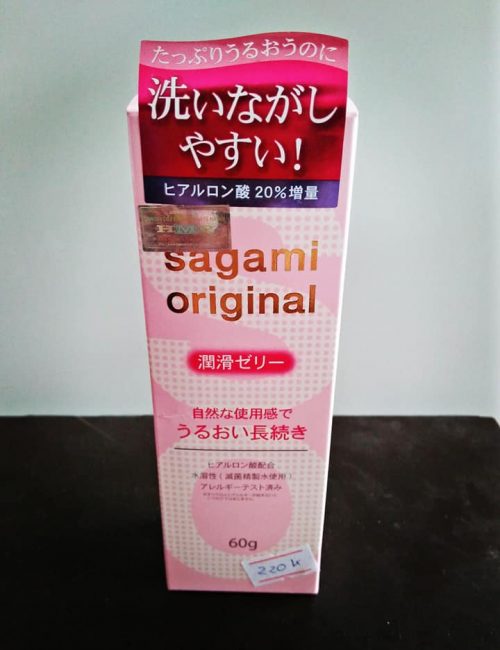 たっぷりうるおうのに
洗いながし
やすい!
ヒアルロン酸 20%増量
sagami
original
潤滑ゼリー
自然な使用感で
うるおい長続き
ヒアルロン酸配合
水溶性(滅菌精製水使用)
アレルギーテスト済み
60g
220 k